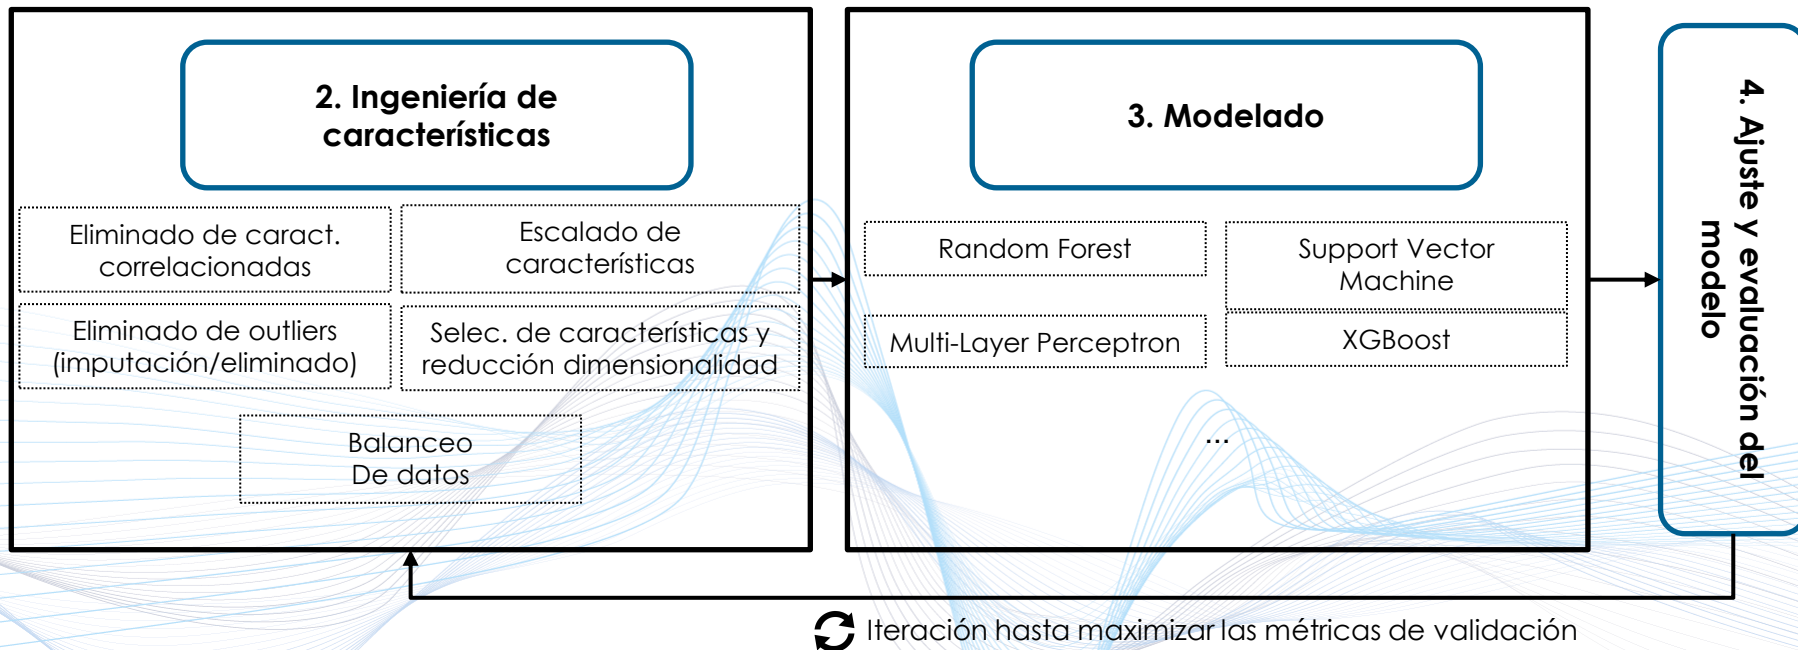 2. Ingeniería de
características
Eliminado de caract.
correlacionadas
Escalado de
características
Eliminado de outliers
(imputación/eliminado)
Selec. de características y
reducción dimensionalidad
Balanceo
De datos
3. Modelado
Random Forest
Support Vector
Machine
Multi-Layer Perceptron
XGBoost
...
4. Ajuste y evaluación del
modelo
Iteración hasta maximizar las métricas de validación